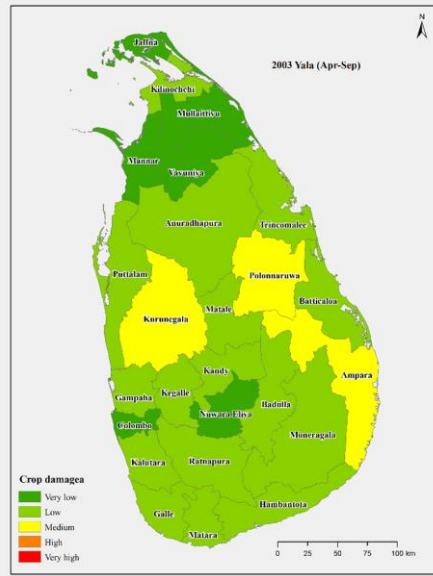 N
2003 Yala (Apr-Sep)
Jaffna
Kilinochchi
Mullaittivu
Mannar
Vavuniya
Anuradhapura
Trincomalee
Polonnaruwa
Puttalam
Batticaloa
Kurunegala
Matale
Ampara
Kandy
Gampaha
Kegalle
Nuwara Eliya
Badulla
Colombo
Moneragala
Kalutara
Ratnapura
Hambantota
Galle
Matara
Crop damagea
Very low
Low
Medium
High
Very high
0 25 50 100 km